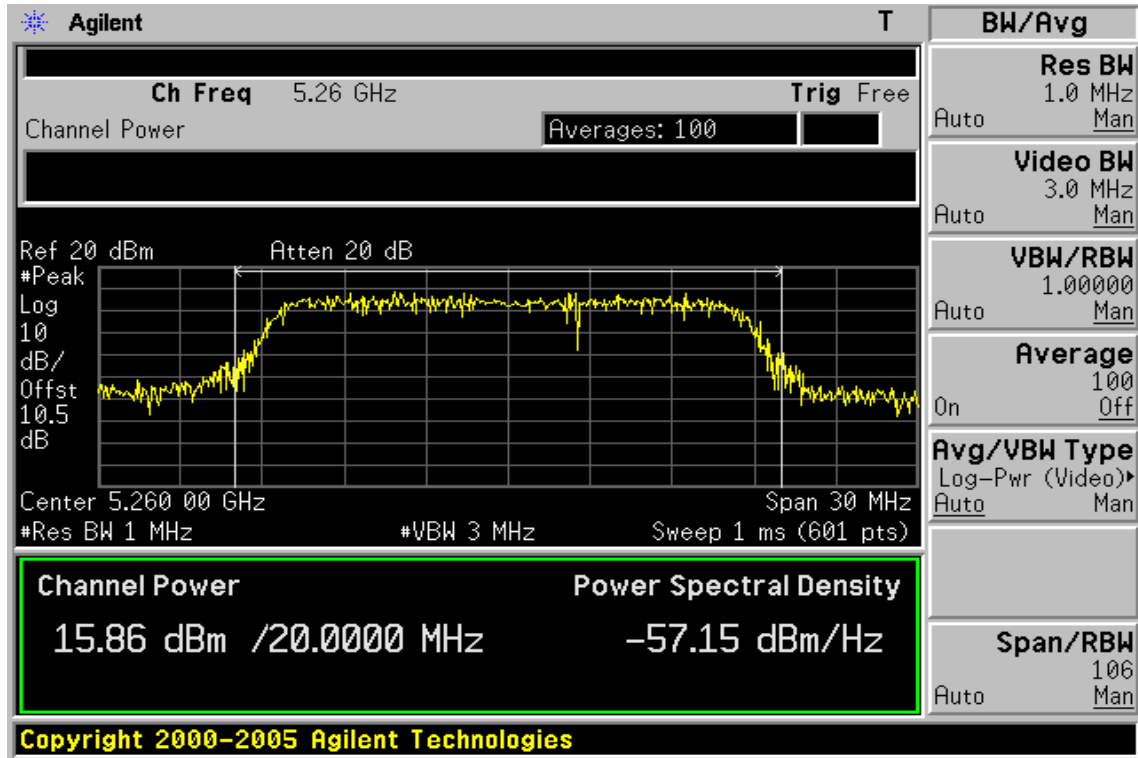 Agilent T
Ch Freq 5.26 GHz Trig Free
Channel Power Averages: 100
Ref 20 dBm Atten 20 dB
#Peak
Log
10
dB/
Offst
10.5
dB
Center 5.260 00 GHz Span 30 MHz
#Res BW 1 MHz #VBW 3 MHz Sweep 1 ms (601 pts)
Channel Power Power Spectral Density
15.86 dBm /20.0000 MHz -57.15 dBm/Hz
Copyright 2000-2005 Agilent Technologies
BW/Avg
Res BW
1.0 MHz
Auto Man
Video BW
3.0 MHz
Auto Man
VBW/RBW
1.00000
Auto Man
Average
100
On Off
Avg/VBW Type
Log-Pwr (Video)
Auto Man
Span/RBW
106
Auto Man